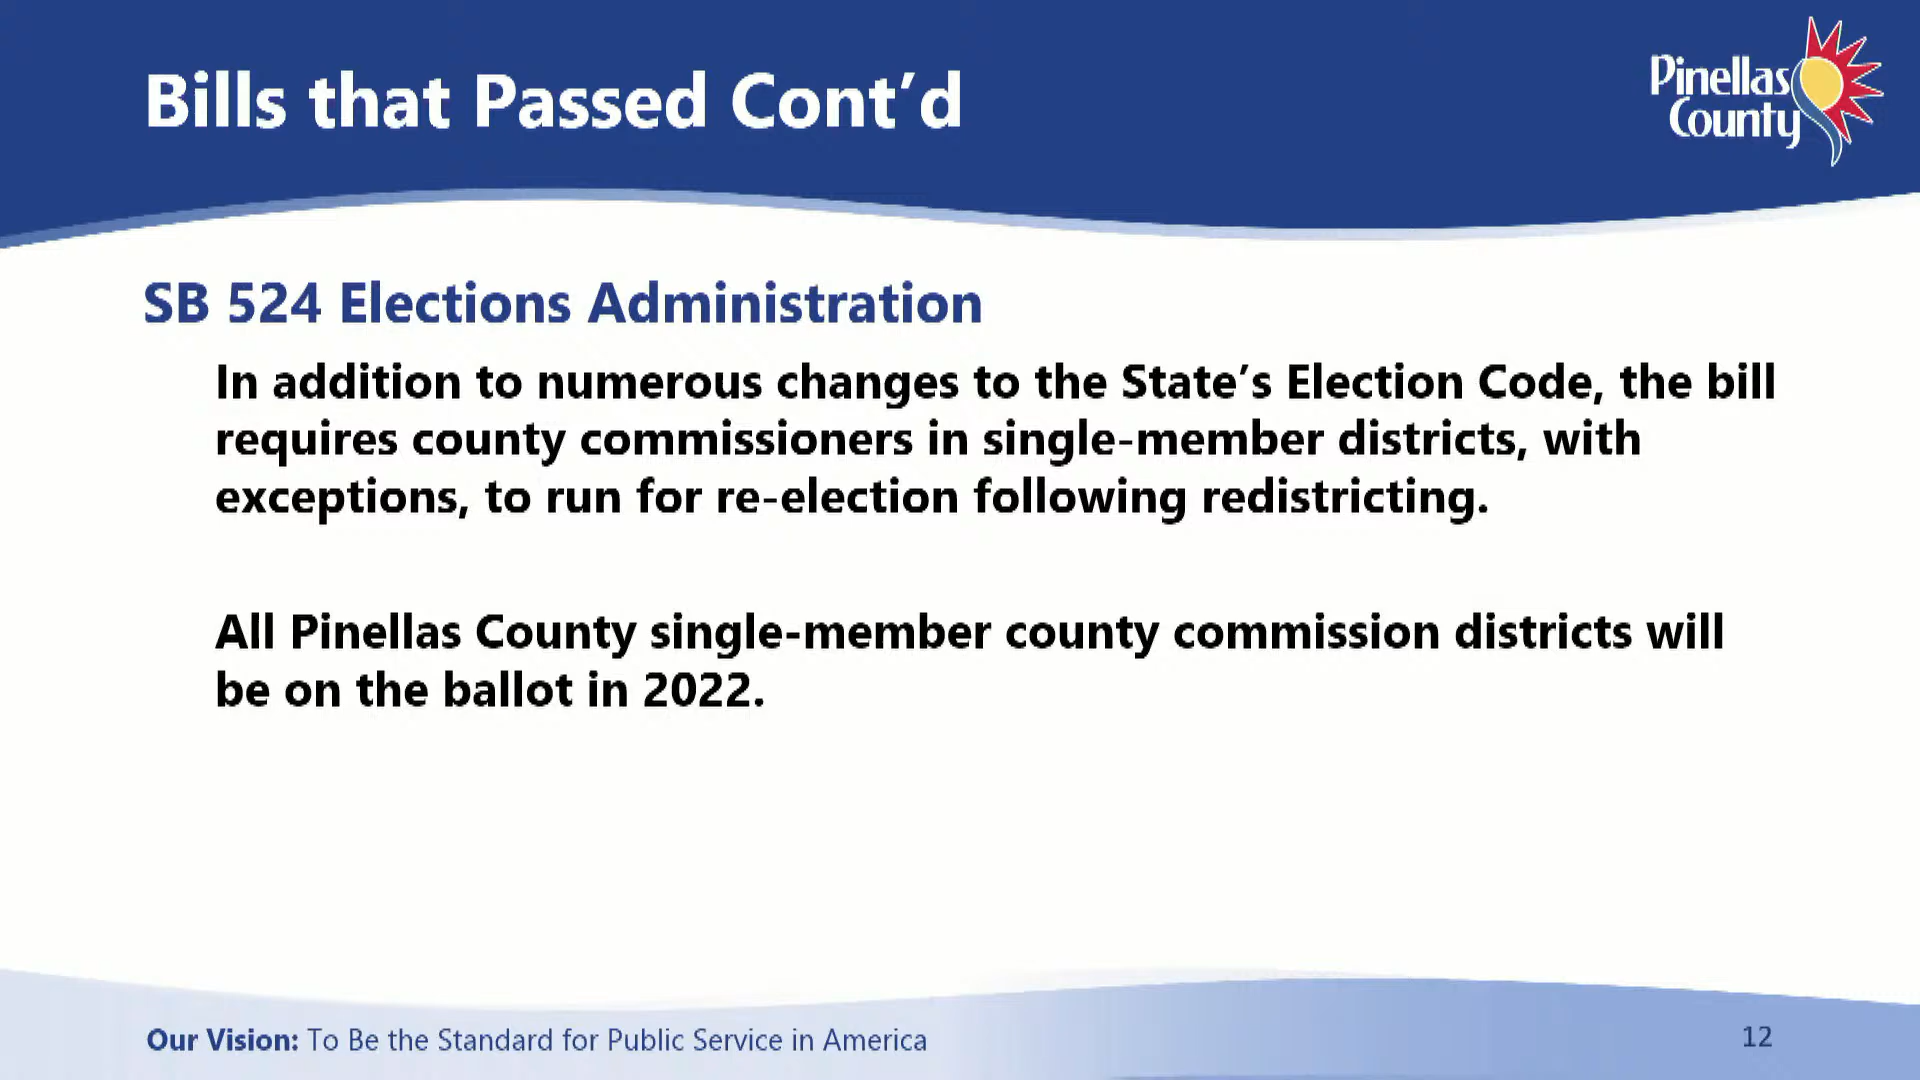 Bills that Passed Cont’d
Pinellas
County
SB 524 Elections Administration
In addition to numerous changes to the State’s Election Code, the bill
requires county commissioners in single-member districts, with
exceptions, to run for re-election following redistricting.
All Pinellas County single-member county commission districts will
be on the ballot in 2022.
Our Vision: To Be the Standard for Public Service in America
12